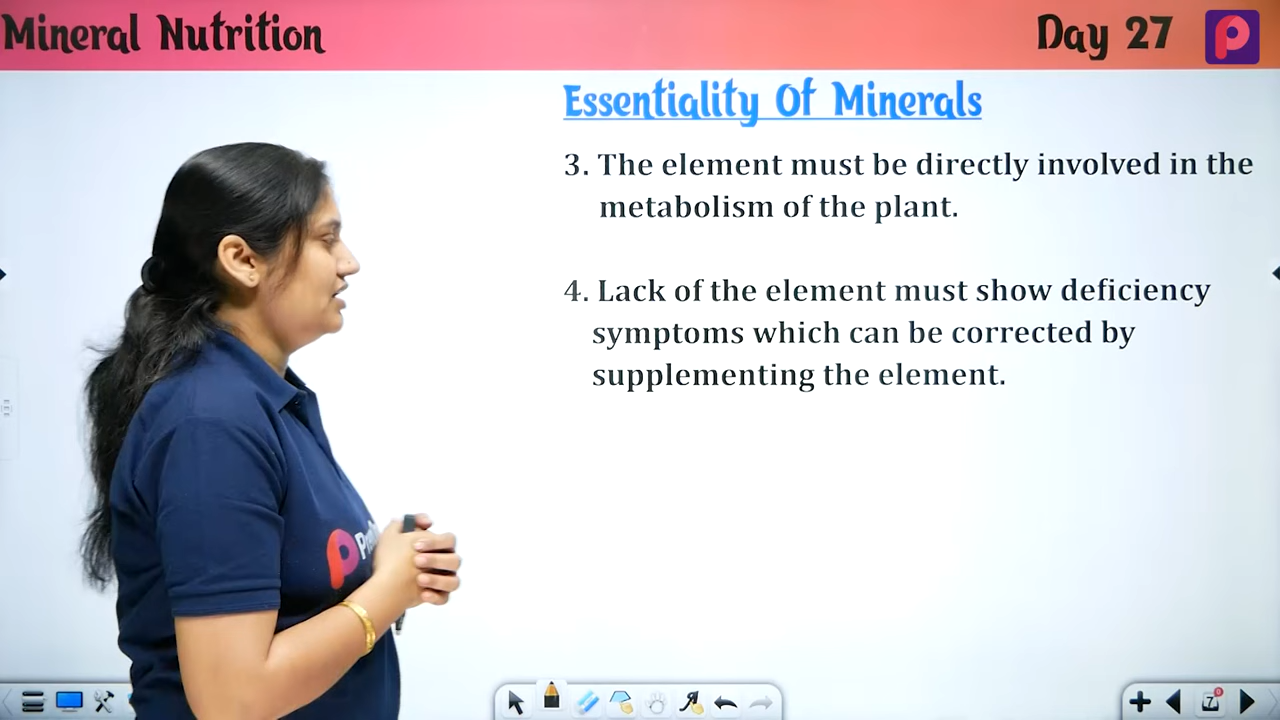 Mineral Nutrition
Day 27
Essentiality Of Minerals
3. The element must be directly involved in the
metabolism of the plant.
4. Lack of the element must show deficiency
symptoms which can be corrected by
supplementing the element.